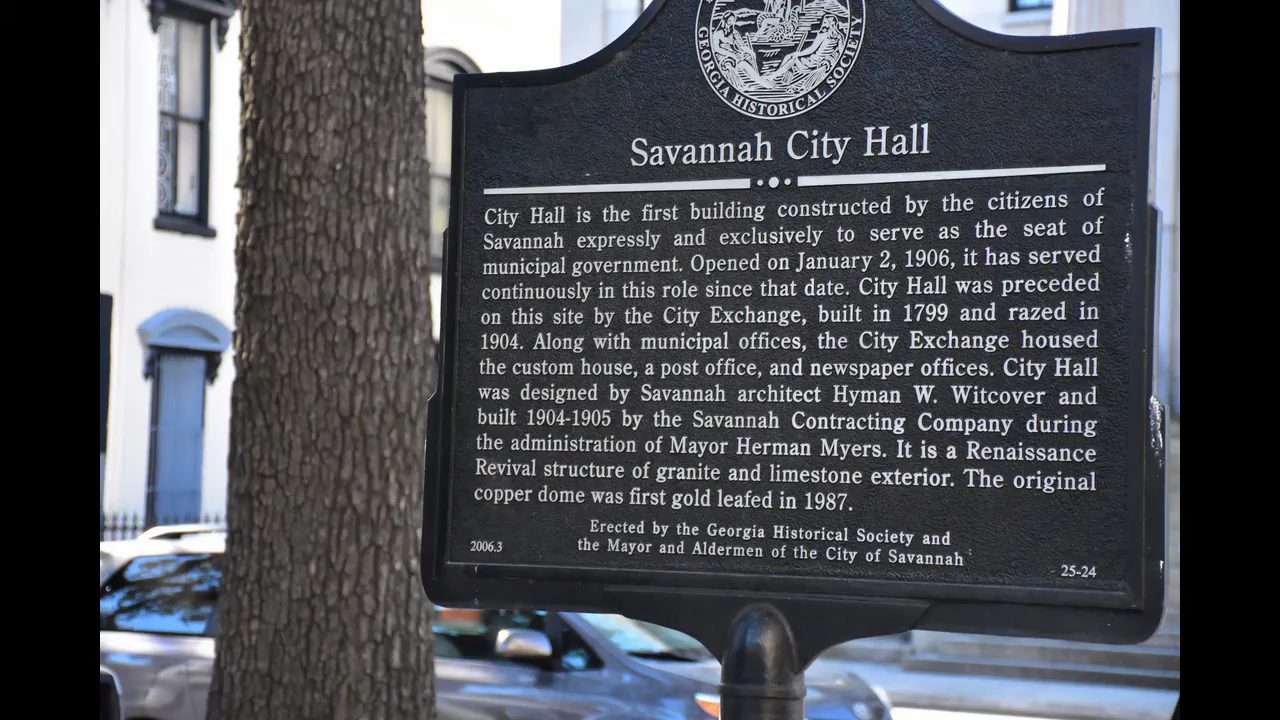 GEORGIA HISTORICAL SOCIETY
Savannah City Hall
City Hall is the first building constructed by the citizens of
Savannah expressly and exclusively to serve as the seat of
municipal government. Opened on January 2, 1906, it has served
continuously in this role since that date. City Hall was preceded
on this site by the City Exchange, built in 1799 and razed in
1904. Along with municipal offices, the City Exchange housed
the custom house, a post office, and newspaper offices. City Hall
was designed by Savannah architect Hyman W. Witcover and
built 1904-1905 by the Savannah Contracting Company during
the administration of Mayor Herman Myers. It is a Renaissance
Revival structure of granite and limestone exterior. The original
copper dome was first gold leafed in 1987.
Erected by the Georgia Historical Society and
the Mayor and Aldermen of the City of Savannah
2006.3
25-24